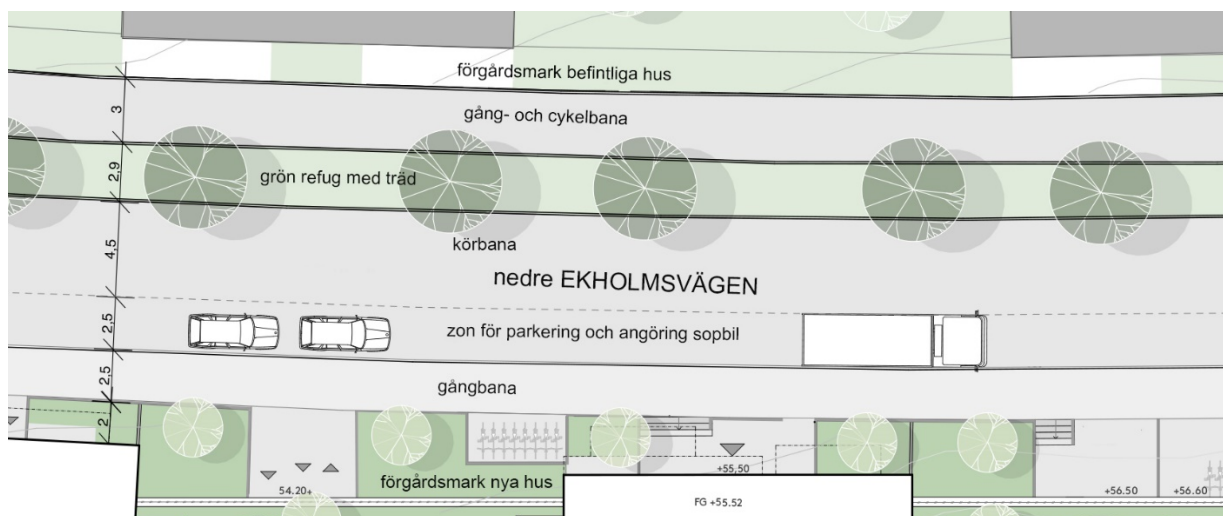 förgårdsmark befintliga hus
3
gång- och cykelbana
2,9
grön refug med träd
4,5
körbana
nedre EKHOLMSVÄGEN
2,5
zon för parkering och angöring sopbil
2,5
gångbana
2
+55,50
förgårdsmark nya hus
54.20+
+56.50
+56.60
FG +55.52